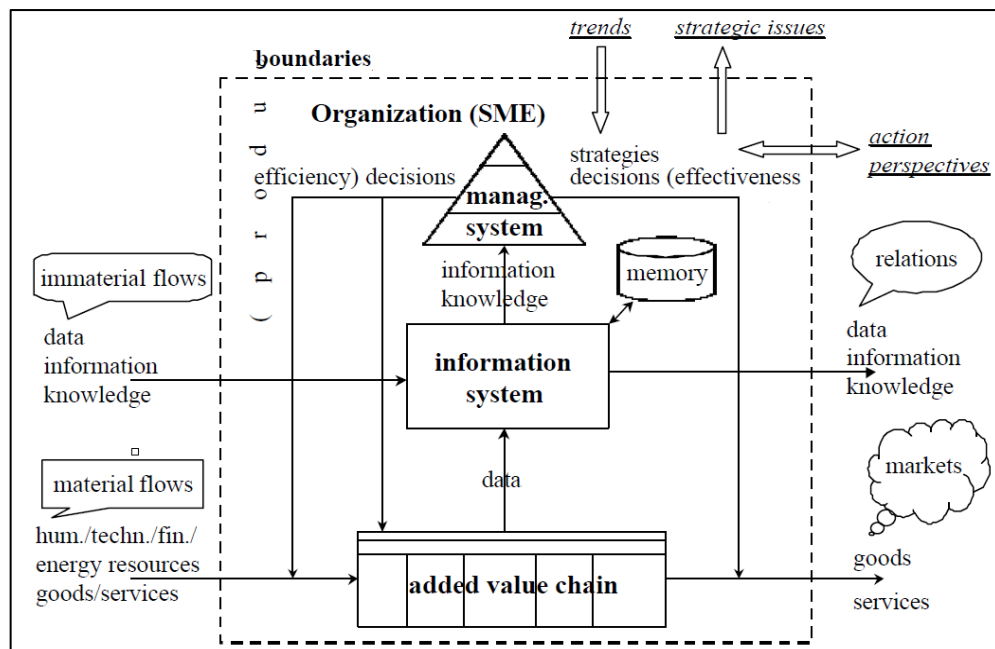 trends
strategic issues
boundaries
( p r o d u
Organization (SME)
action
perspectives
efficiency) decisions
strategies
decisions (effectiveness
manag.
system
immaterial flows
information
knowledge
memory
relations
data
information
knowledge
information
system
data
information
knowledge
material flows
data
markets
hum./techn./fin./
energy resources
goods/services
added value chain
goods
services